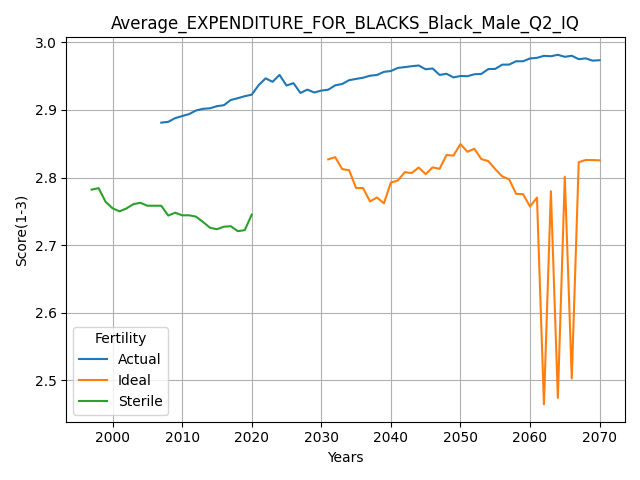 Average_EXPENDITURE_FOR_BLACKS_Black_Male_Q2_IQ
3.0
2.9
2.8
2.7
2.6
2.5
Score(1-3)
Fertility
Actual
Ideal
Sterile
2000 2010 2020 2030 2040 2050 2060 2070
Years